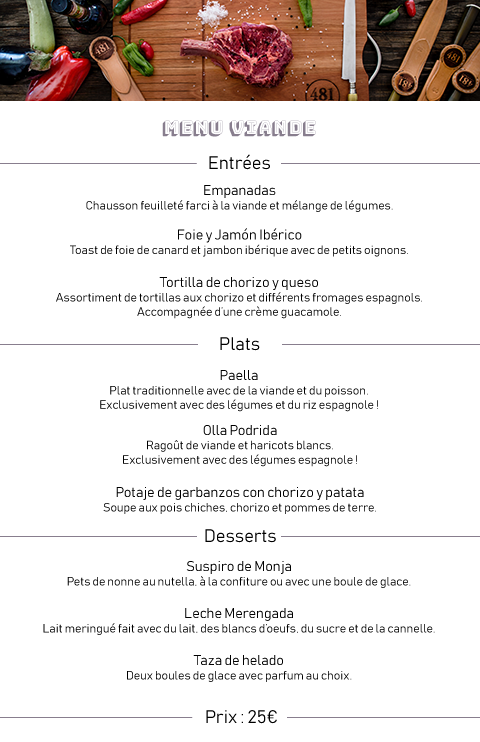 481
481
481
481
481
481
MENU VIANDE
Entrées
Empanadas
Chausson feuilleté farci à la viande et mélange de légumes.
Foie y Jamón Ibérico
Toast de foie de canard et jambon ibérique avec de petits oignons.
Tortilla de chorizo y queso
Assortiment de tortillas aux chorizo et différents fromages espagnols.
Accompagnée d'une crème guacamole.
Plats
Paella
Plat traditionnelle avec de la viande et du poisson.
Exclusivement avec des légumes et du riz espagnole !
Olla Podrida
Ragoût de viande et haricots blancs.
Exclusivement avec des légumes espagnole !
Potaje de garbanzos con chorizo y patata
Soupe aux pois chiches, chorizo et pommes de terre.
Desserts
Suspiro de Monja
Pets de nonne au nutella, à la confiture ou avec une boule de glace.
Leche Merengada
Lait meringué fait avec du lait, des blancs d'oeufs, du sucre et de la cannelle.
Taza de helado
Deux boules de glace avec parfum au choix.
Prix : 25€